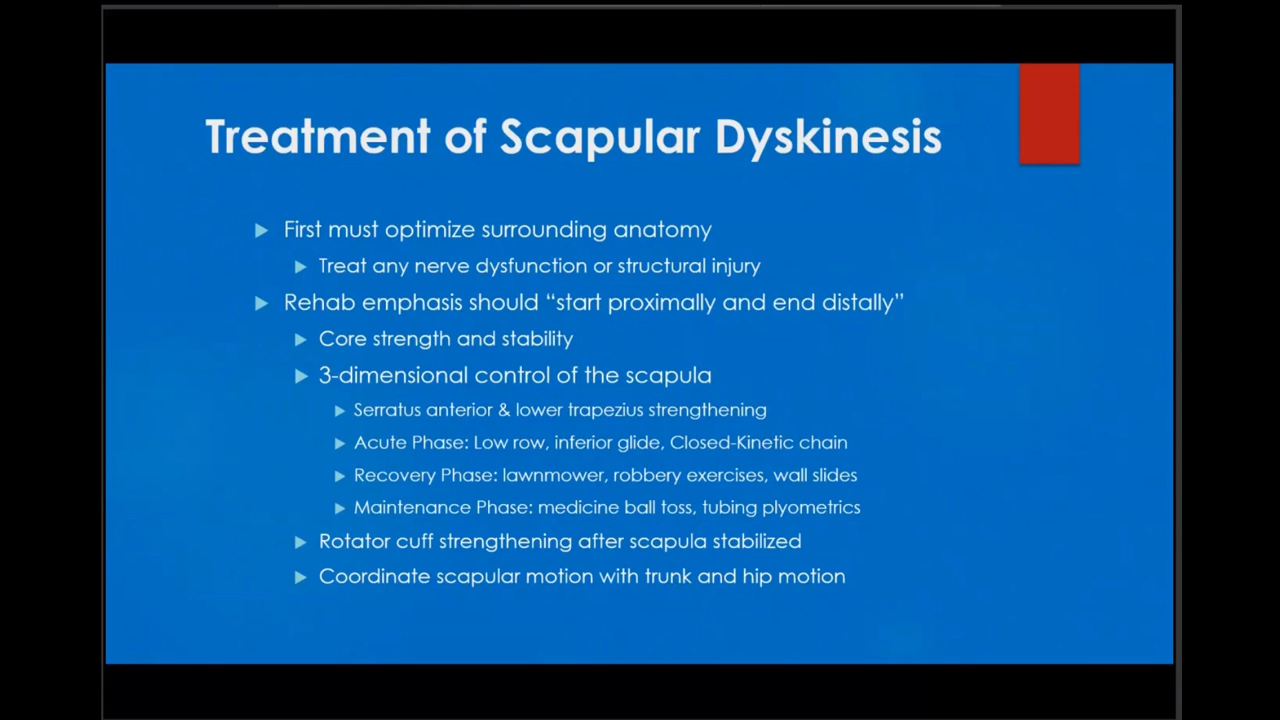 Treatment of Scapular Dyskinesis
First must optimize surrounding anatomy
Treat any nerve dysfunction or structural injury
Rehab emphasis should “start proximally and end distally”
Core strength and stability
3-dimensional control of the scapula
Serratus anterior & lower trapezius strengthening
Acute Phase: Low row, inferior glide, Closed-Kinetic chain
Recovery Phase: lawnmower, robbery exercises, wall slides
Maintenance Phase: medicine ball toss, tubing plyometrics
Rotator cuff strengthening after scapula stabilized
Coordinate scapular motion with trunk and hip motion